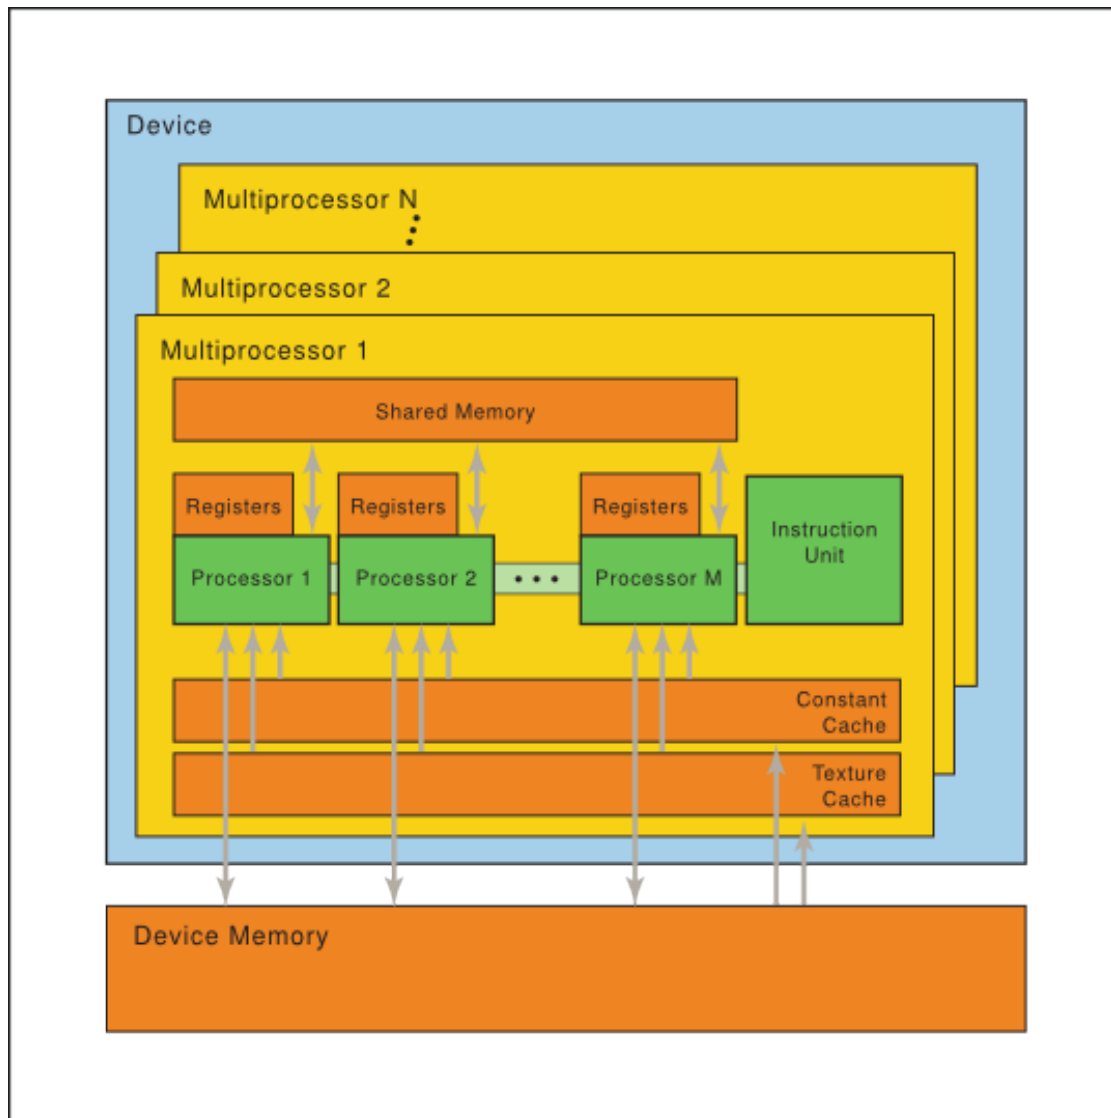 Device
Multiprocessor N
Multiprocessor 2
Multiprocessor 1
Shared Memory
Registers
Registers
Registers
Instruction
Unit
Processor 1
Processor 2
• • •
Processor M
Constant
Cache
Texture
Cache
Device Memory